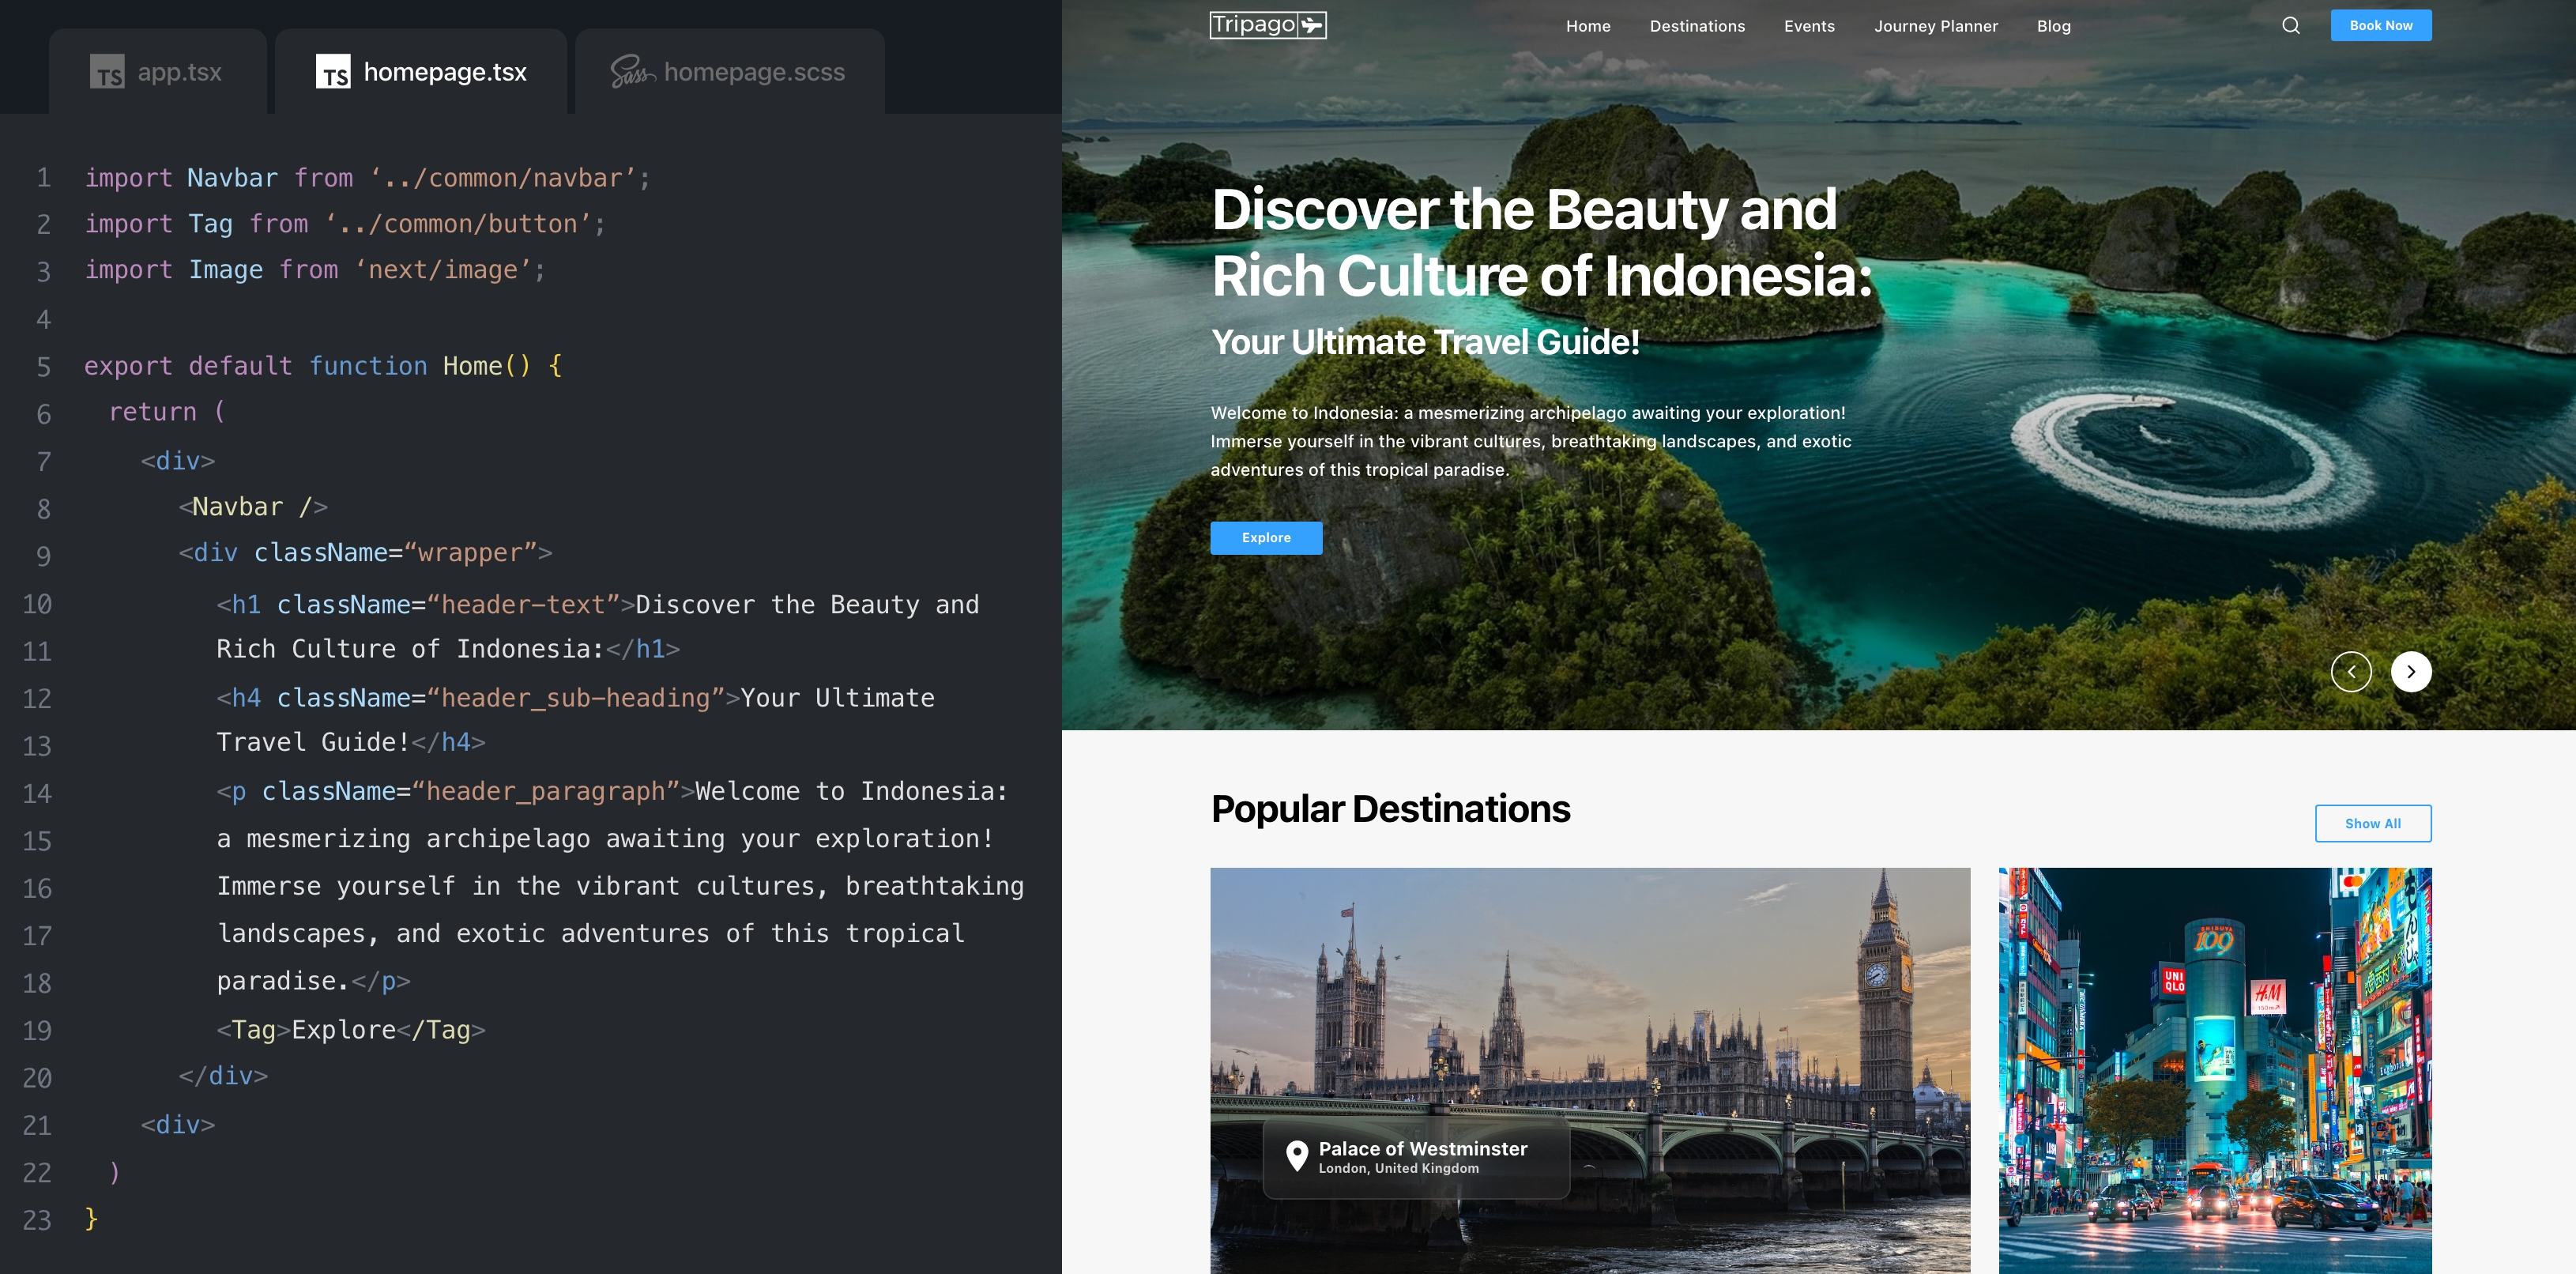 app.tsx
homepage.tsx
homepage.scss
1 import Navbar from ‘../common/navbar’;
2 import Tag from ‘../common/button’;
3 import Image from ‘next/image’;
4
5 export default function Home() {
6 return (
7 <div>
8 <Navbar />
9 <div className=“wrapper”>
10 <h1 className=“header-text”>Discover the Beauty and
11 Rich Culture of Indonesia:</h1>
12 <h4 className=“header_sub-heading”>Your Ultimate
13 Travel Guide!</h4>
14 <p className=“header_paragraph”>Welcome to Indonesia:
15 a mesmerizing archipelago awaiting your exploration!
16 Immerse yourself in the vibrant cultures, breathtaking
17 landscapes, and exotic adventures of this tropical
18 paradise.</p>
19 <Tag>Explore</Tag>
20 </div>
21 <div>
22 )
23 }
Tripago
Home Destinations Events Journey Planner Blog
Book Now
Discover the Beauty and
Rich Culture of Indonesia:
Your Ultimate Travel Guide!
Welcome to Indonesia: a mesmerizing archipelago awaiting your exploration!
Immerse yourself in the vibrant cultures, breathtaking landscapes, and exotic
adventures of this tropical paradise.
Explore
Popular Destinations
Show All
Palace of Westminster
London, United Kingdom
SHIBUYA
109
UNI
QLO
H&M